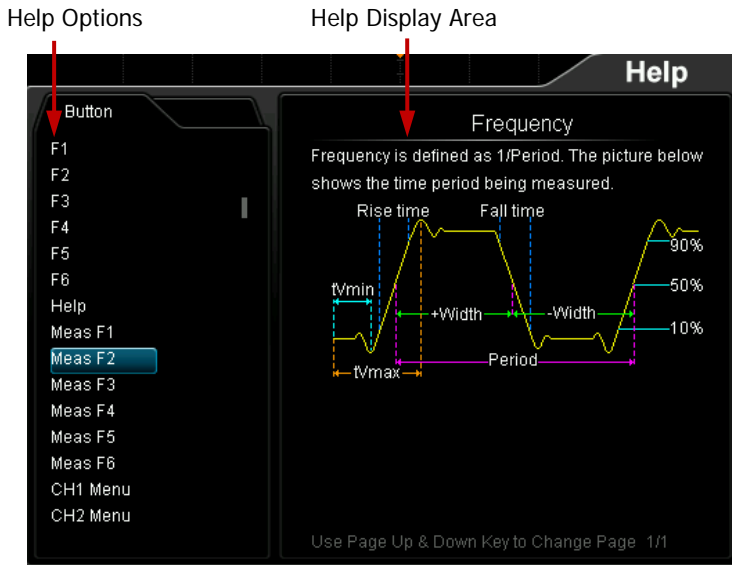 Help Options
Help Display Area
Help
Button
F1
F2
F3
F4
F5
F6
Help
Meas F1
Meas F2
Meas F3
Meas F4
Meas F5
Meas F6
CH1 Menu
CH2 Menu
Frequency
Frequency is defined as 1/Period. The picture below
shows the time period being measured.
Rise time
Fall time
90%
tVmin
50%
+Width
-Width
10%
Period
tVmax
Use Page Up & Down Key to Change Page 1/1